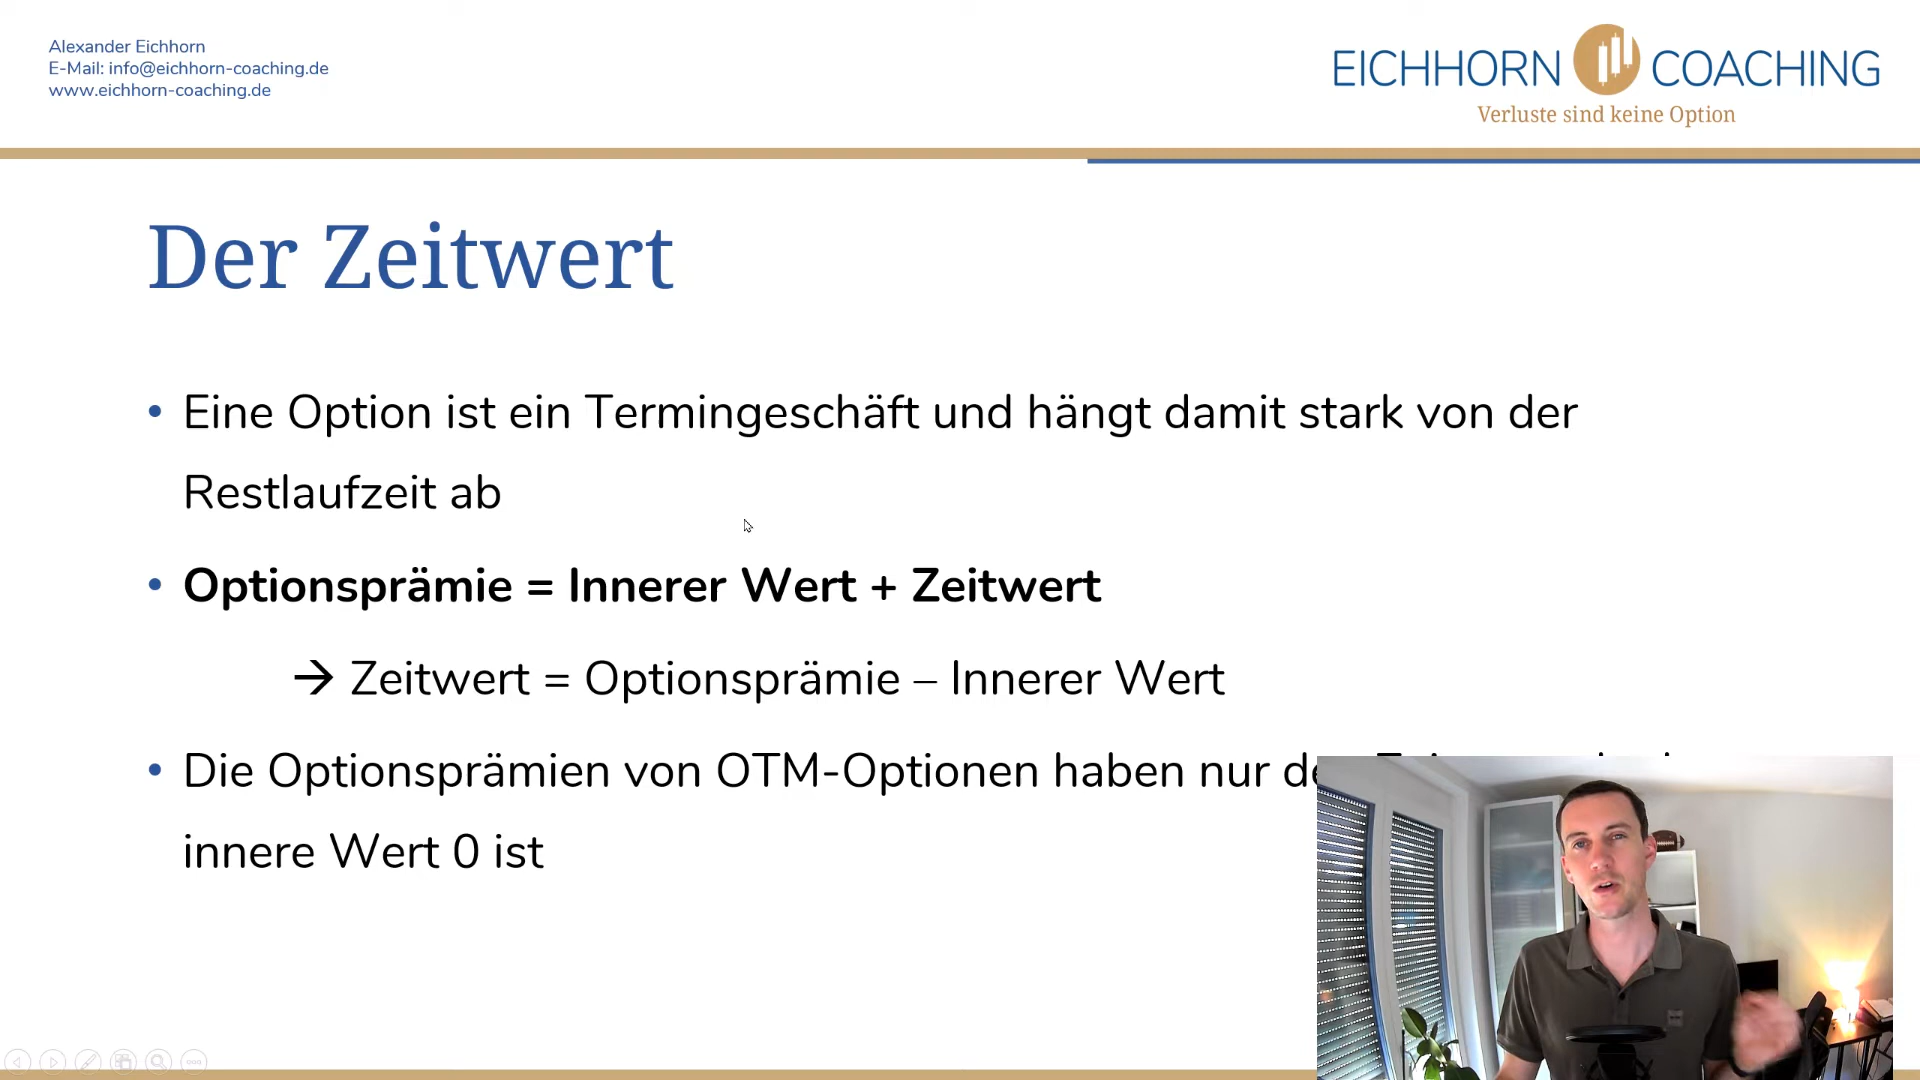 Alexander Eichhorn
E-Mail: info@eichhorn-coaching.de
www.eichhorn-coaching.de
EICHHORN COACHING
Verluste sind keine Option
Der Zeitwert
• Eine Option ist ein Termingeschäft und hängt damit stark von der
Restlaufzeit ab
• Optionsprämie = Innerer Wert + Zeitwert
→ Zeitwert = Optionsprämie – Innerer Wert
• Die Optionsprämien von OTM-Optionen haben nur
innere Wert 0 ist